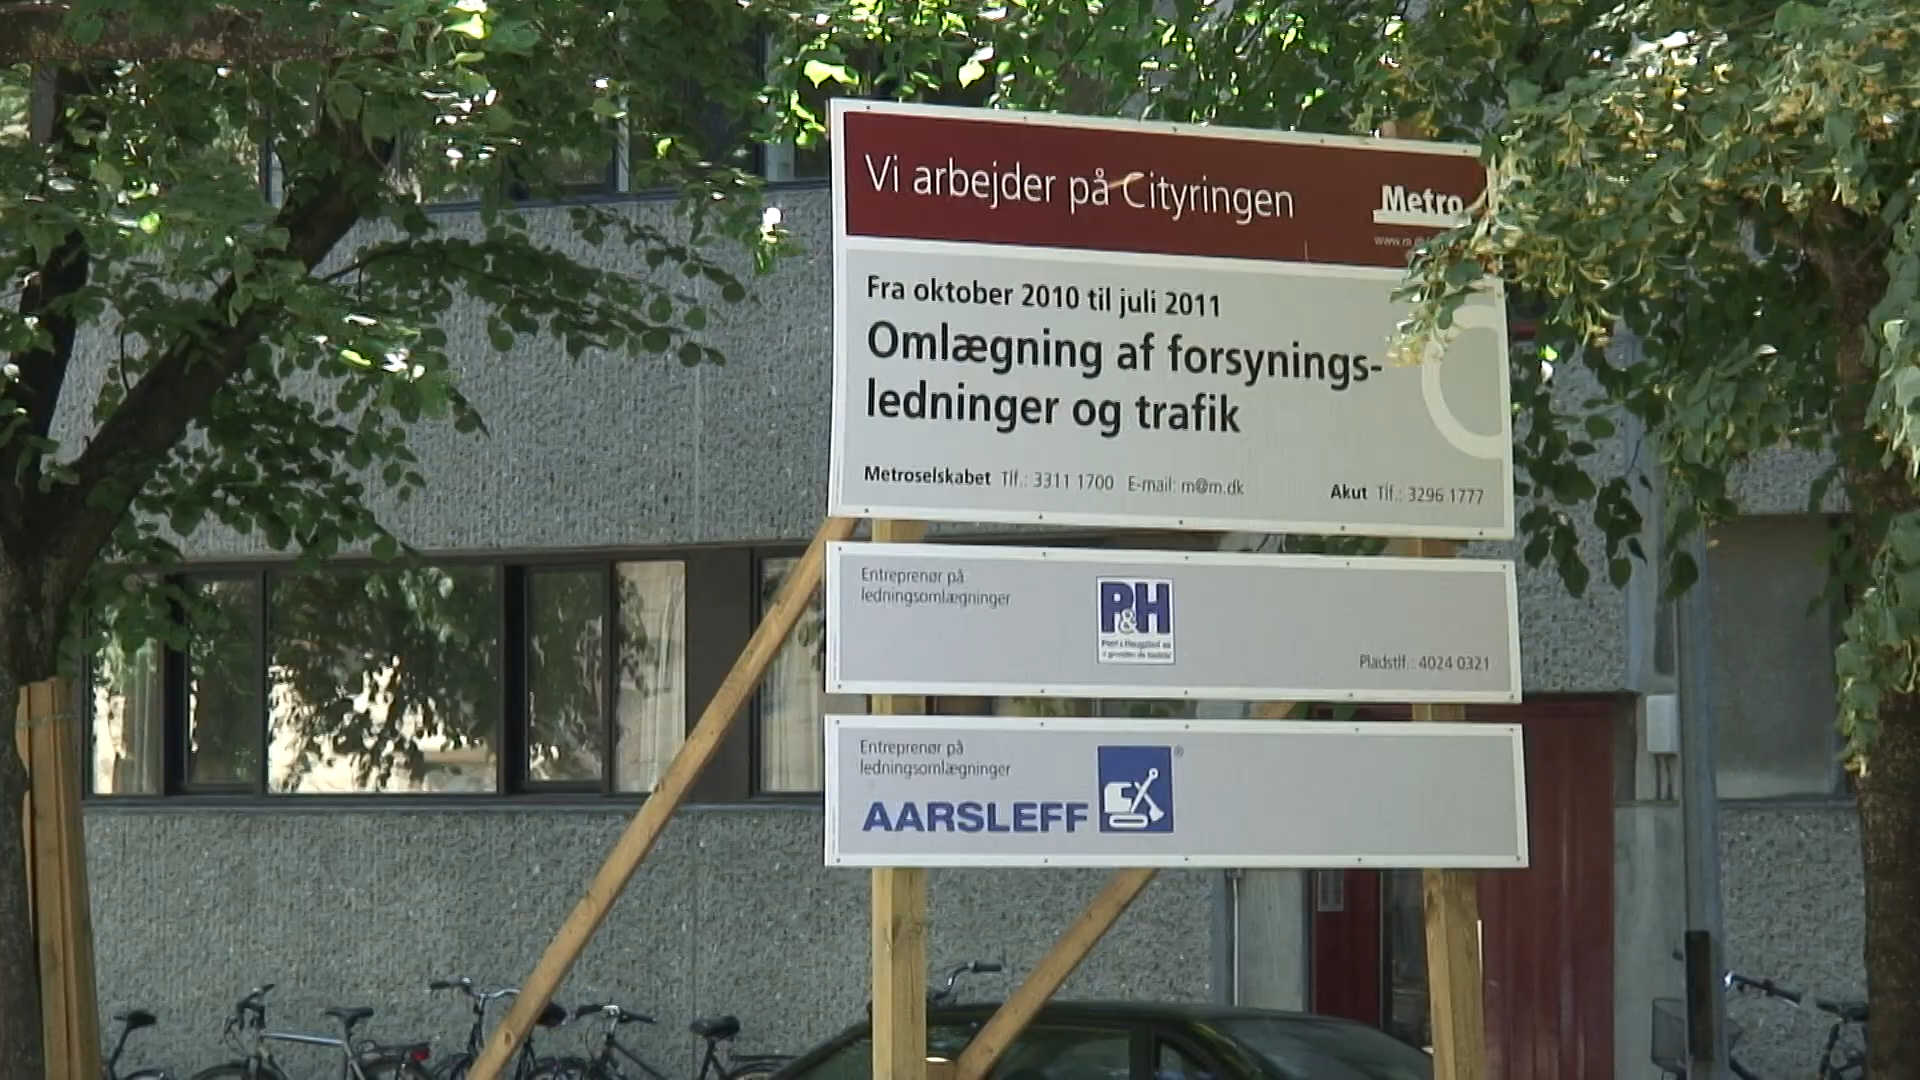 Vi arbejder på Cityringen
Metro
Fra oktober 2010 til juli 2011
Omlægning af forsynings-
ledninger og trafik
Metroselskabet Tlf.: 3311 1700 E-mail: m@m.dk
Akut Tlf.: 3296 1777
Entreprenør på
ledningsomlægninger
P&H
Pladstlf.: 4024 0321
Entreprenør på
ledningsomlægninger
AARSLEFF ®